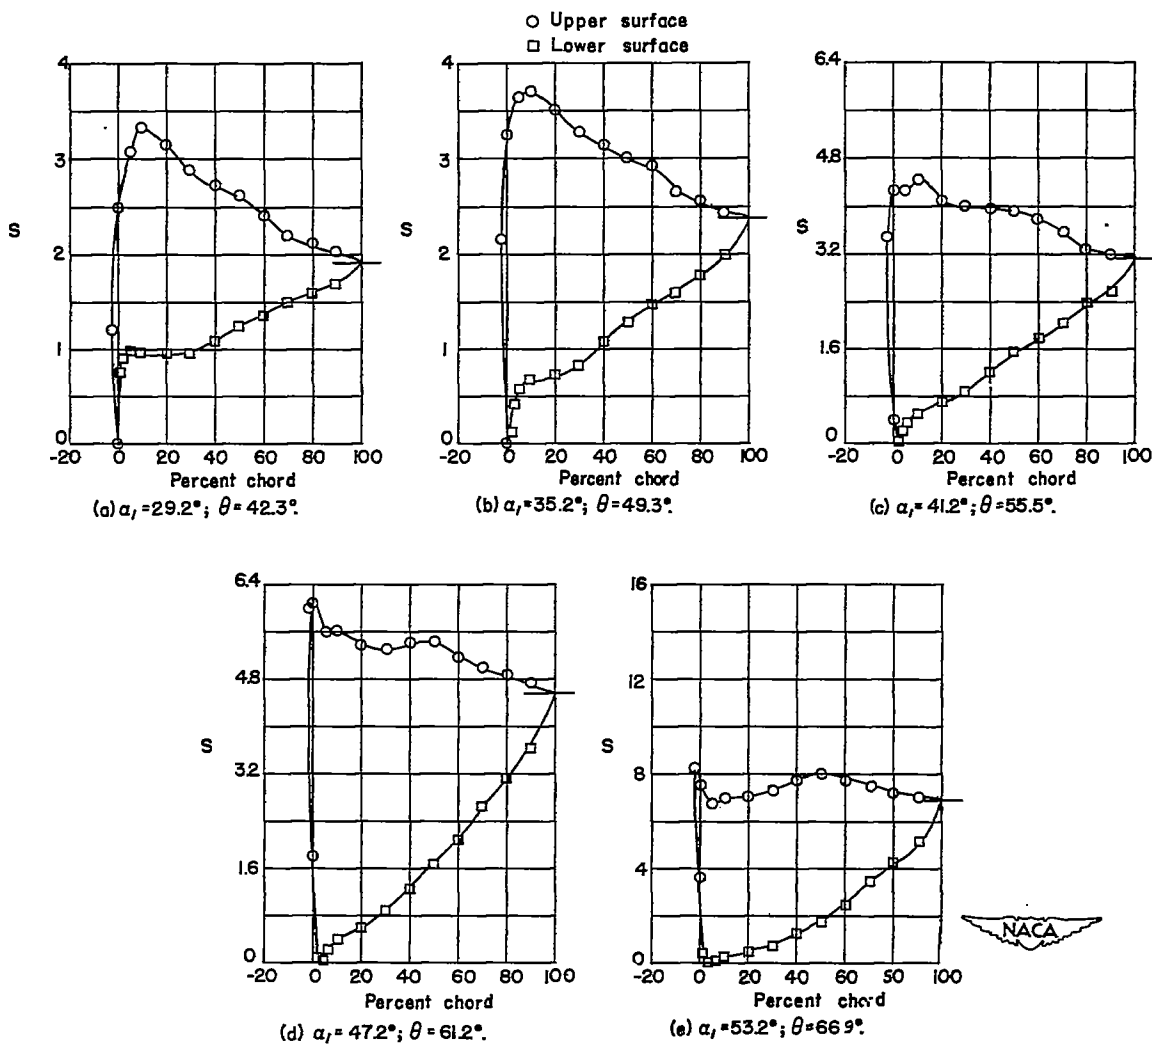 ○ Upper surface
□ Lower surface
4
3
2
1
0
S
-20 0 20 40 60 80 100
Percent chord
(a) α₁=29.2°; θ=42.3°.
4
3
2
1
0
S
-20 0 20 40 60 80 100
Percent chord
(b) α₁=35.2°; θ=49.3°.
6.4
4.8
3.2
1.6
0
S
-20 0 20 40 60 80 100
Percent chord
(c) α₁=41.2°; θ=55.5°.
6.4
4.8
3.2
1.6
0
S
-20 0 20 40 60 80 100
Percent chord
(d) α₁=47.2°; θ=61.2°.
16
12
8
4
0
S
-20 0 20 40 60 50 100
Percent chord
(e) α₁=53.2°; θ=66.9°.
NACA